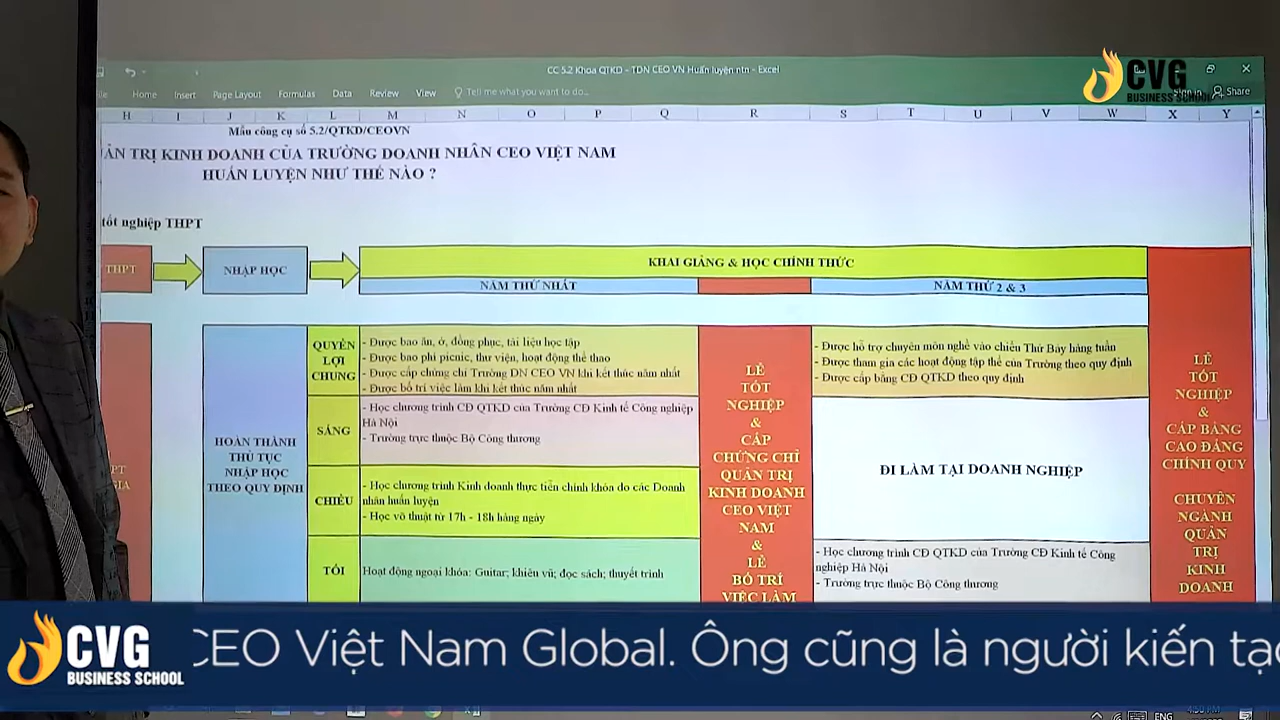 CC 5.2 Khoa QTKD - TDN CEO VN Huấn luyện ntn - Excel
CVG
BUSINESS SCHOOL
Home Insert Page Layout Formulas Data Review View Tell me what you want to do... Sign in Share
H I J K L M N O P Q R S T U V W X Y
Mẫu công cụ số 5.2/QTKD/CEOVN
ẢN TRỊ KINH DOANH CỦA TRƯỜNG DOANH NHÂN CEO VIỆT NAM
HUẤN LUYỆN NHƯ THẾ NÀO ?
tốt nghiệp THPT
THPT
NHẬP HỌC
KHAI GIẢNG & HỌC CHÍNH THỨC
NĂM THỨ NHẤT
NĂM THỨ 2 & 3
HOÀN THÀNH
THỦ TỤC
NHẬP HỌC
THEO QUY ĐỊNH
QUYỀN
LỢI
CHUNG
- Được bao ăn, ở, đồng phục, tài liệu học tập
- Được bao phí picnic, thư viện, hoạt động thể thao
- Được cấp chứng chỉ Trường DN CEO VN khi kết thúc năm nhất
- Được bố trí việc làm khi kết thúc năm nhất
SÁNG
- Học chương trình CĐ QTKD của Trường CĐ Kinh tế Công nghiệp
Hà Nội
- Trường trực thuộc Bộ Công thương
CHIỀU
- Học chương trình Kinh doanh thực tiễn chính khóa do các Doanh
nhân huấn luyện
- Học võ thuật từ 17h - 18h hàng ngày
TỐI
Hoạt động ngoại khóa: Guitar; khiêu vũ; đọc sách; thuyết trình
LỄ
TỐT
NGHIỆP
&
CẤP
CHỨNG CHỈ
QUẢN TRỊ
KINH DOANH
CEO VIỆT
NAM
&
LỄ
BỐ TRÍ
VIỆC LÀM
- Được hỗ trợ chuyên môn nghề vào chiều Thứ Bảy hàng tuần
- Được tham gia các hoạt động tập thể của Trường theo quy định
- Được cấp bằng CĐ QTKD theo quy định
ĐI LÀM TẠI DOANH NGHIỆP
- Học chương trình CĐ QTKD của Trường CĐ Kinh tế Công
nghiệp Hà Nội
- Trường trực thuộc Bộ Công thương
LỄ
TỐT
NGHIỆP
&
CẤP BẰNG
CAO ĐẲNG
CHÍNH QUY
CHUYÊN
NGÀNH
QUẢN
TRỊ
KINH
DOANH
CVG
BUSINESS SCHOOL
CEO Việt Nam Global. Ông cũng là người kiến tạo
ENG